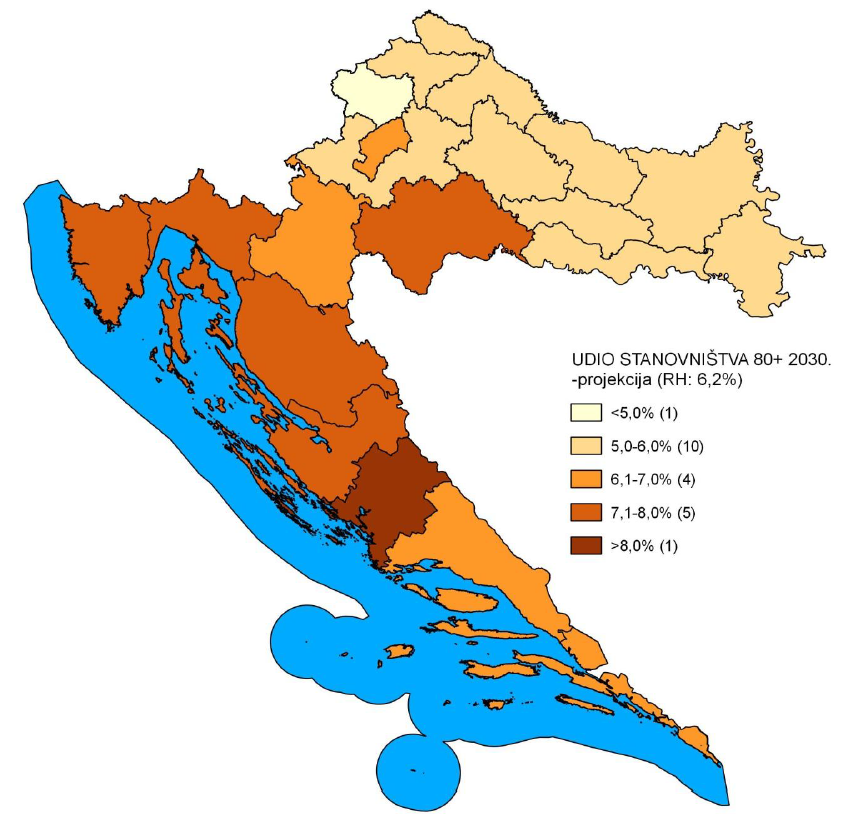 UDIO STANOVNIŠTVA 80+ 2030.
-projekcija (RH: 6,2%)
<5,0% (1)
5,0-6,0% (10)
6,1-7,0% (4)
7,1-8,0% (5)
>8,0% (1)